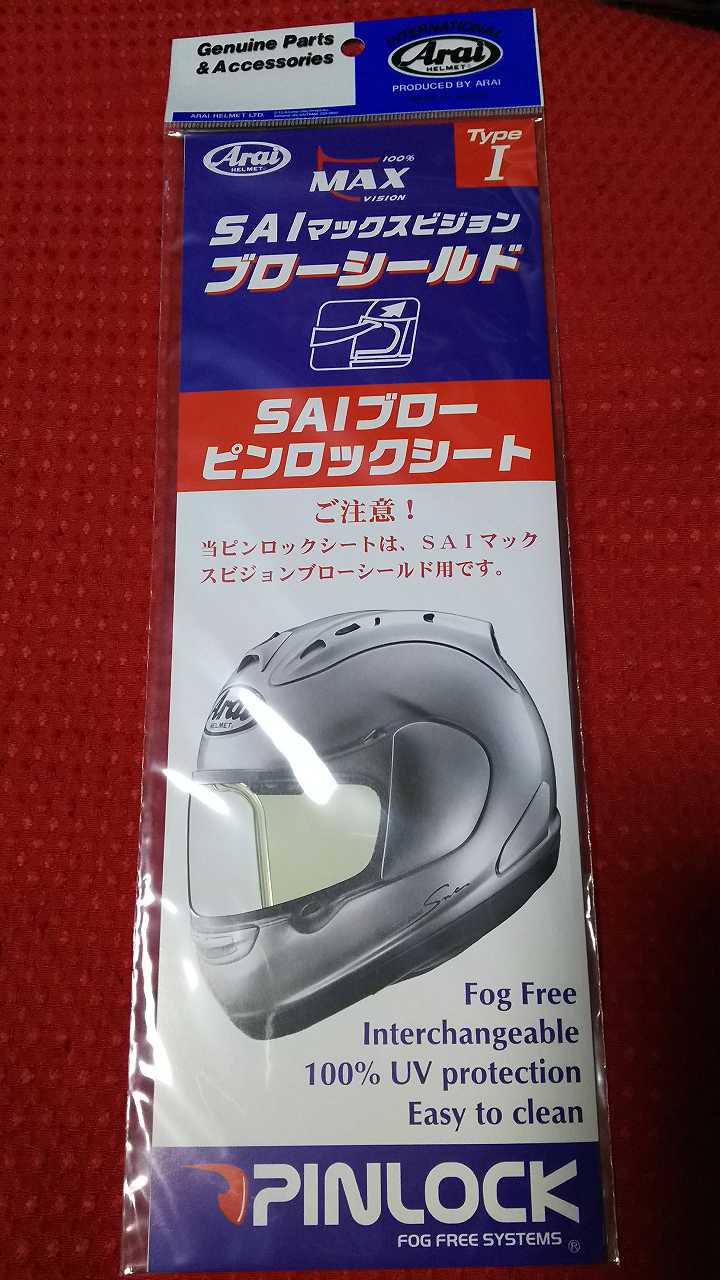 Genuine Parts
& Accessories
INTERNATIONAL
Arai
HELMET
PRODUCED BY ARAI
ARAI HELMET LTD.
Arai
HELMET
100%
MAX
VISION
Type
I
SAIマックスビジョン
ブローシールド
SAIブロー
ピンロックシート
ご注意！
当ピンロックシートは、ＳＡＩマック
スビジョンブローシールド用です。
Arai
HELMET
Fog Free
Interchangeable
100% UV protection
Easy to clean
PINLOCK
FOG FREE SYSTEMS ®